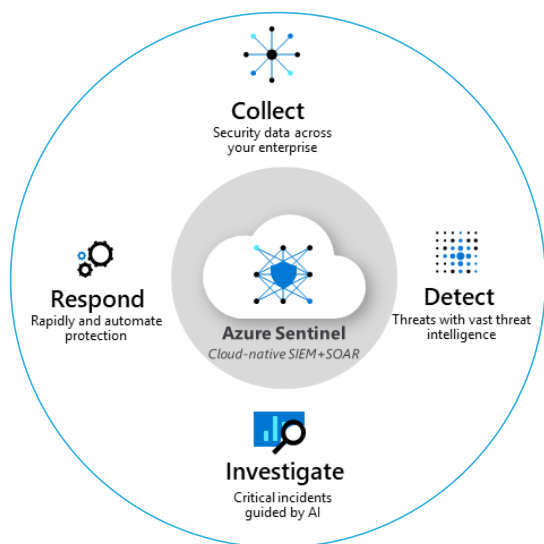 Collect
Security data across
your enterprise
Respond
Rapidly and automate
protection
Azure Sentinel
Cloud-native SIEM+SOAR
Detect
Threats with vast threat
intelligence
Investigate
Critical incidents
guided by AI